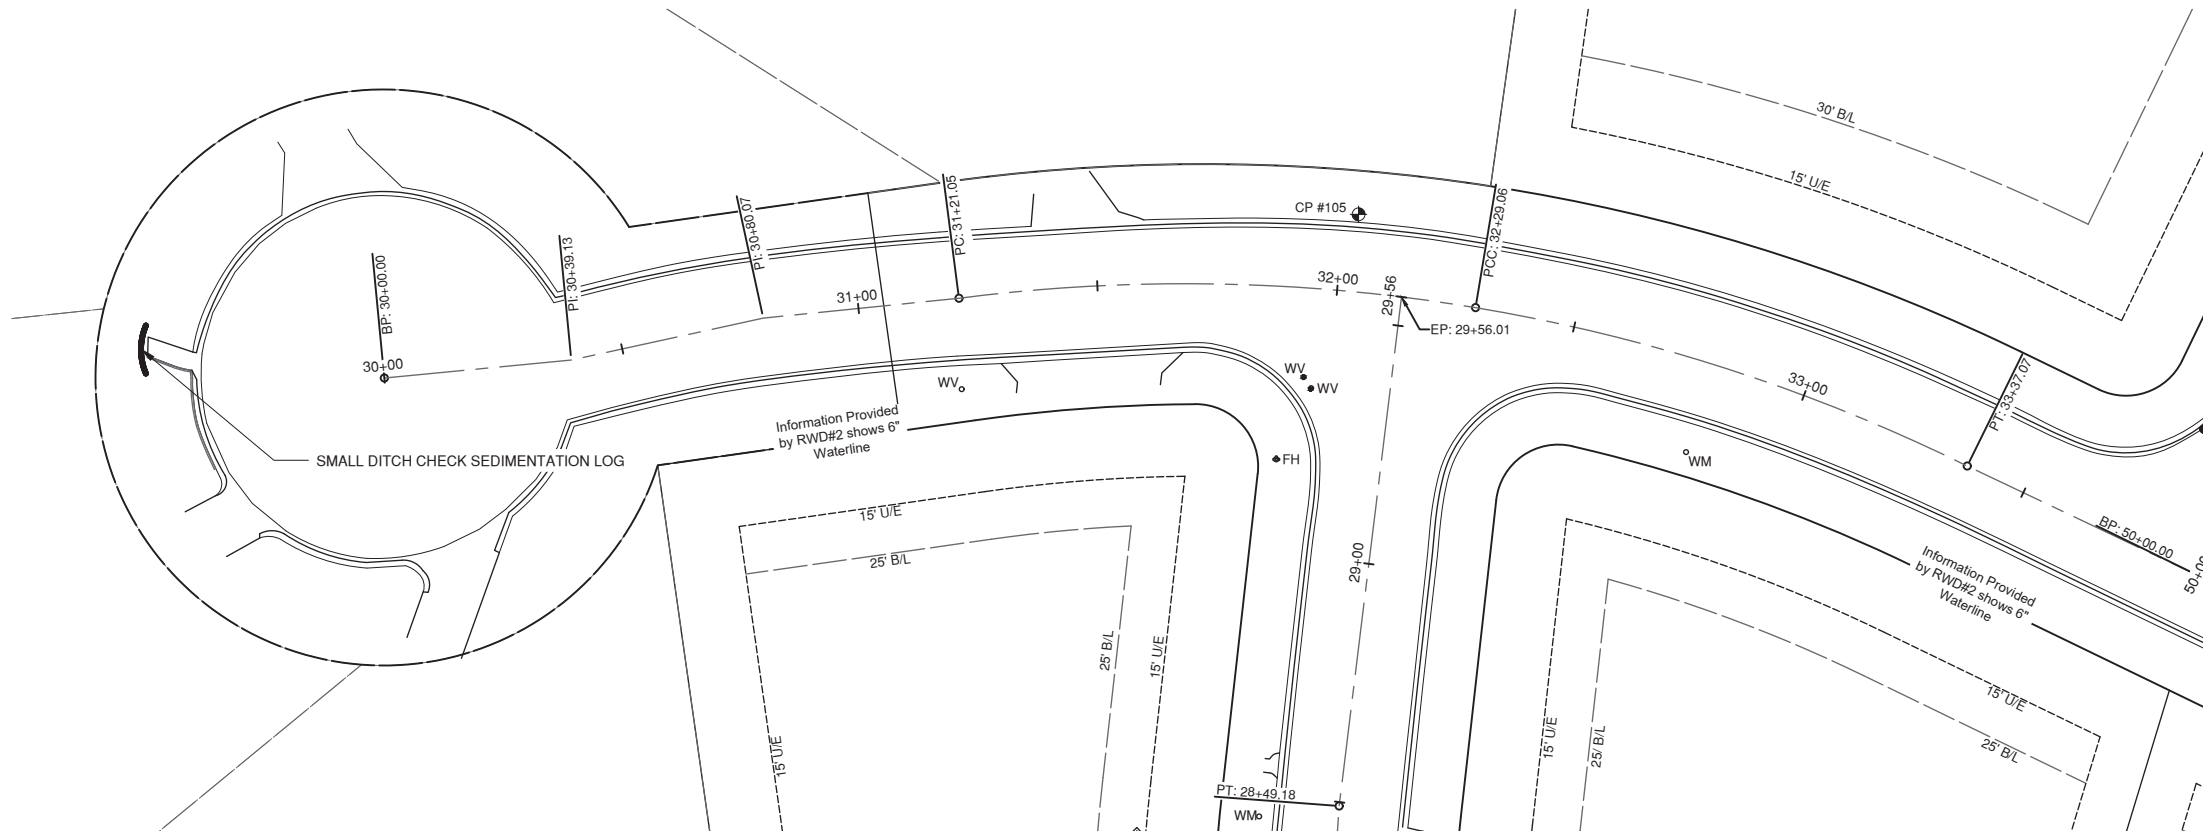 30' B/L
15' U/E
CP #105
BP: 30+00.00
30+00
PI: 30+39.13
PI: 30+80.07
31+00
PC: 31+21.05
32+00
29+56
EP: 29+56.01
PCC: 32+29.06
33+00
PT: 33+37.07
WV
WV
WV
Information Provided
by RWD#2 shows 6"
Waterline
SMALL DITCH CHECK SEDIMENTATION LOG
FH
WM
15' U/E
25' B/L
29+00
BP: 50+00.00
Information Provided
by RWD#2 shows 6"
Waterline
25' B/L
15' U/E
15' U/E
15' U/E
25' B/L
15' U/E
25' B/L
PT: 28+49.18
WM